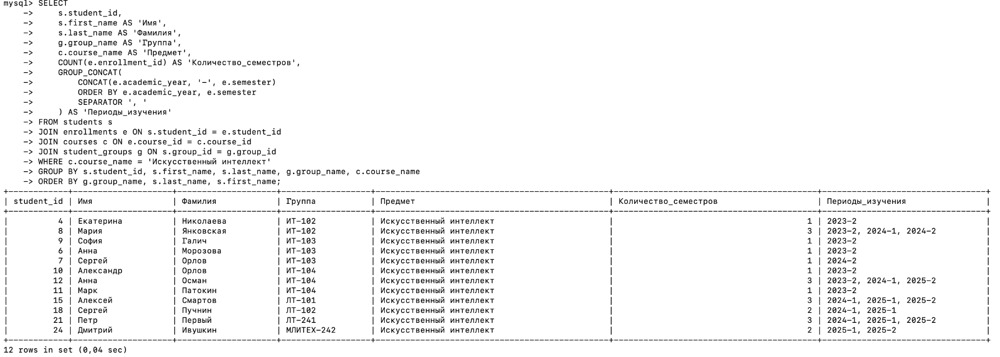 mysql> SELECT
    ->     s.student_id,
    ->     s.first_name AS 'Имя',
    ->     s.last_name AS 'Фамилия',
    ->     g.group_name AS 'Группа',
    ->     c.course_name AS 'Предмет',
    ->     COUNT(e.enrollment_id) AS 'Количество_семестров',
    ->     GROUP_CONCAT(
    ->         CONCAT(e.academic_year, '-', e.semester)
    ->         ORDER BY e.academic_year, e.semester
    ->         SEPARATOR ', '
    ->     ) AS 'Периоды_изучения'
    -> FROM students s
    -> JOIN enrollments e ON s.student_id = e.student_id
    -> JOIN courses c ON e.course_id = c.course_id
    -> JOIN student_groups g ON s.group_id = g.group_id
    -> WHERE c.course_name = 'Искусственный интеллект'
    -> GROUP BY s.student_id, s.first_name, s.last_name, g.group_name, c.course_name
    -> ORDER BY g.group_name, s.last_name, s.first_name;
| student_id | Имя | Фамилия | Группа | Предмет | Количество_семестров | Периоды_изучения |
| 4 | Екатерина | Николаева | ИТ-102 | Искусственный интеллект | 1 | 2023-2 |
| 8 | Мария | Янковская | ИТ-102 | Искусственный интеллект | 3 | 2023-2, 2024-1, 2024-2 |
| 9 | София | Галич | ИТ-103 | Искусственный интеллект | 1 | 2023-2 |
| 6 | Анна | Морозова | ИТ-103 | Искусственный интеллект | 1 | 2023-2 |
| 7 | Сергей | Орлов | ИТ-103 | Искусственный интеллект | 1 | 2024-2 |
| 10 | Александр | Орлов | ИТ-104 | Искусственный интеллект | 1 | 2023-2 |
| 12 | Анна | Осман | ИТ-104 | Искусственный интеллект | 3 | 2023-2, 2024-1, 2025-2 |
| 11 | Марк | Патокин | ИТ-104 | Искусственный интеллект | 1 | 2023-2 |
| 15 | Алексей | Смартов | ЛТ-101 | Искусственный интеллект | 3 | 2024-1, 2025-1, 2025-2 |
| 18 | Сергей | Пучнин | ЛТ-102 | Искусственный интеллект | 2 | 2024-1, 2025-1 |
| 21 | Петр | Первый | ЛТ-241 | Искусственный интеллект | 3 | 2024-1, 2025-1, 2025-2 |
| 24 | Дмитрий | Ивушкин | МЛИТЕХ-242 | Искусственный интеллект | 2 | 2025-1, 2025-2 |
12 rows in set (0,04 sec)